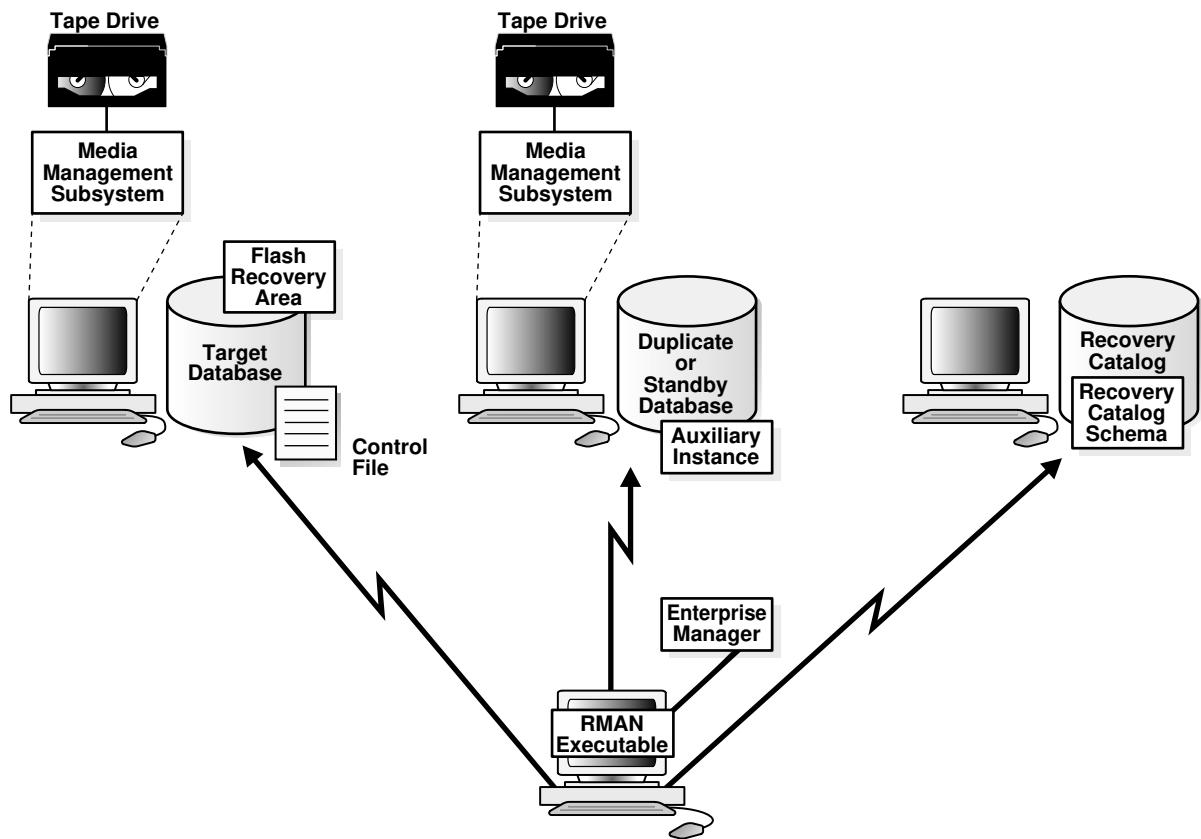 Tape Drive
Tape Drive
Media
Management
Subsystem
Media
Management
Subsystem
Flash
Recovery
Area
Target
Database
Control
File
Duplicate
or
Standby
Database
Auxiliary
Instance
Recovery
Catalog
Recovery
Catalog
Schema
Enterprise
Manager
RMAN
Executable